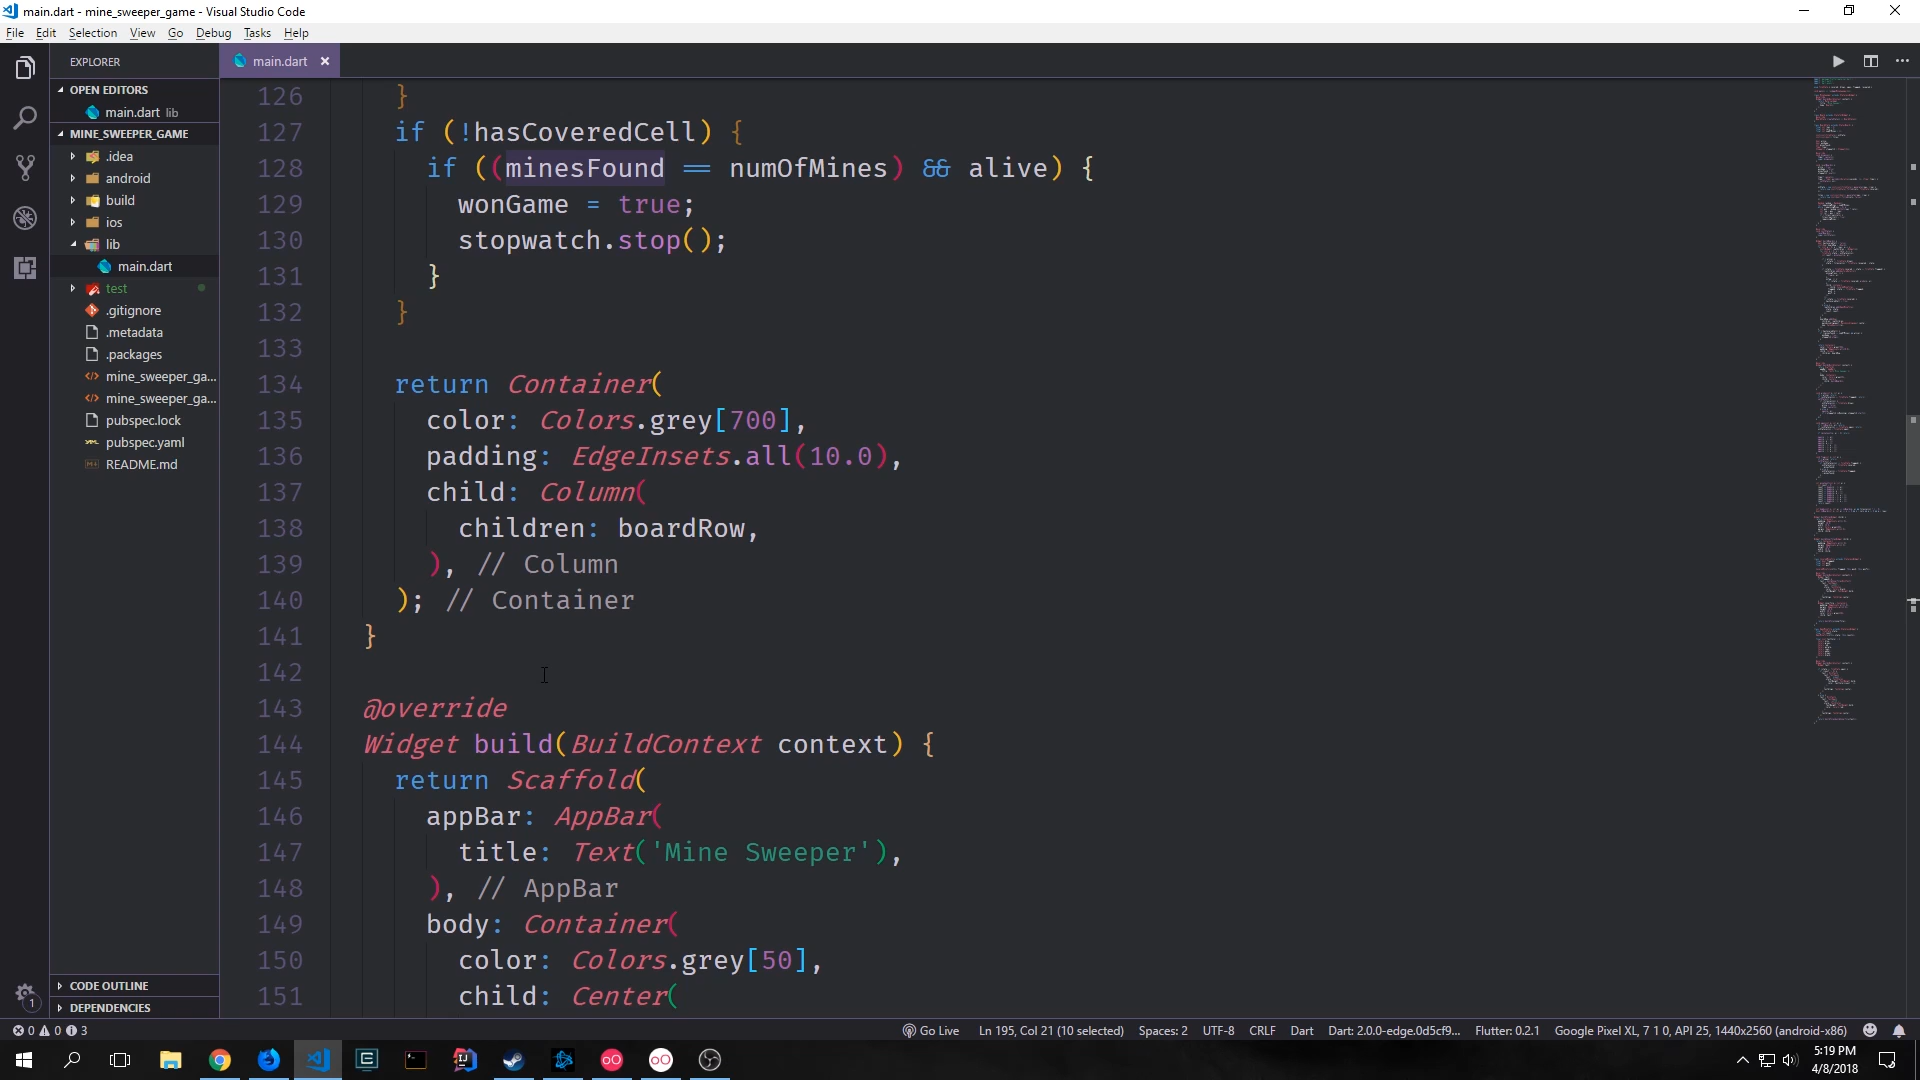 main.dart - mine_sweeper_game - Visual Studio Code
File Edit Selection View Go Debug Tasks Help
EXPLORER
OPEN EDITORS
main.dart lib
MINE_SWEEPER_GAME
.idea
android
build
ios
lib
main.dart
test
.gitignore
.metadata
.packages
mine_sweeper_ga...
mine_sweeper_ga...
pubspec.lock
pubspec.yaml
README.md
CODE OUTLINE
DEPENDENCIES
main.dart
126 }
127 if (!hasCoveredCell) {
128 if ((minesFound == numOfMines) && alive) {
129 wonGame = true;
130 stopwatch.stop();
131 }
132 }
133
134 return Container(
135 color: Colors.grey[700],
136 padding: EdgeInsets.all(10.0),
137 child: Column(
138 children: boardRow,
139 ), // Column
140 ); // Container
141 }
142
143 @override
144 Widget build(BuildContext context) {
145 return Scaffold(
146 appBar: AppBar(
147 title: Text('Mine Sweeper'),
148 ), // AppBar
149 body: Container(
150 color: Colors.grey[50],
151 child: Center(
1
0 0 3
Go Live Ln 195, Col 21 (10 selected) Spaces: 2 UTF-8 CRLF Dart Dart: 2.0.0-edge.0d5cf9... Flutter: 0.2.1 Google Pixel XL, 7 1 0, API 25, 1440x2560 (android-x86)
5:19 PM
4/8/2018